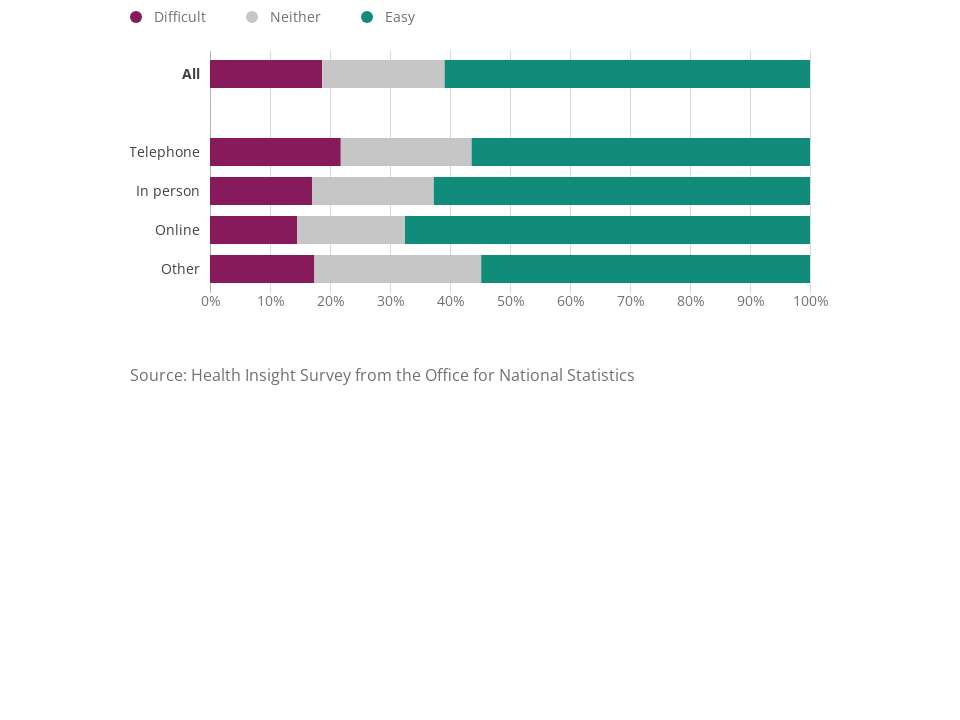 Difficult Neither Easy
All
Telephone
In person
Online
Other
0% 10% 20% 30% 40% 50% 60% 70% 80% 90% 100%
Source: Health Insight Survey from the Office for National Statistics